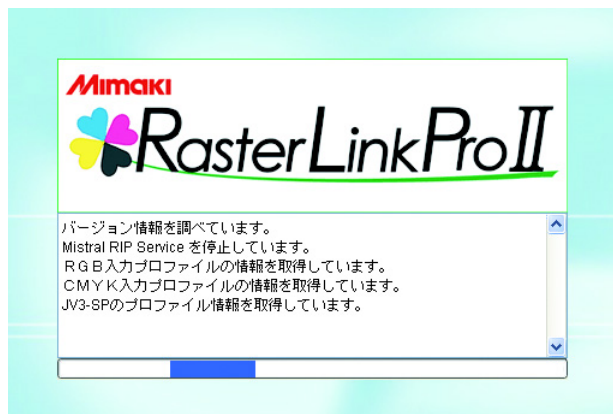 Mimaki
RasterLinkProII
バージョン情報を調べています。
Mistral RIP Service を停止しています。
RGB入力プロファイルの情報を取得しています。
CMYK入力プロファイルの情報を取得しています。
JV3-SPのプロファイル情報を取得しています。